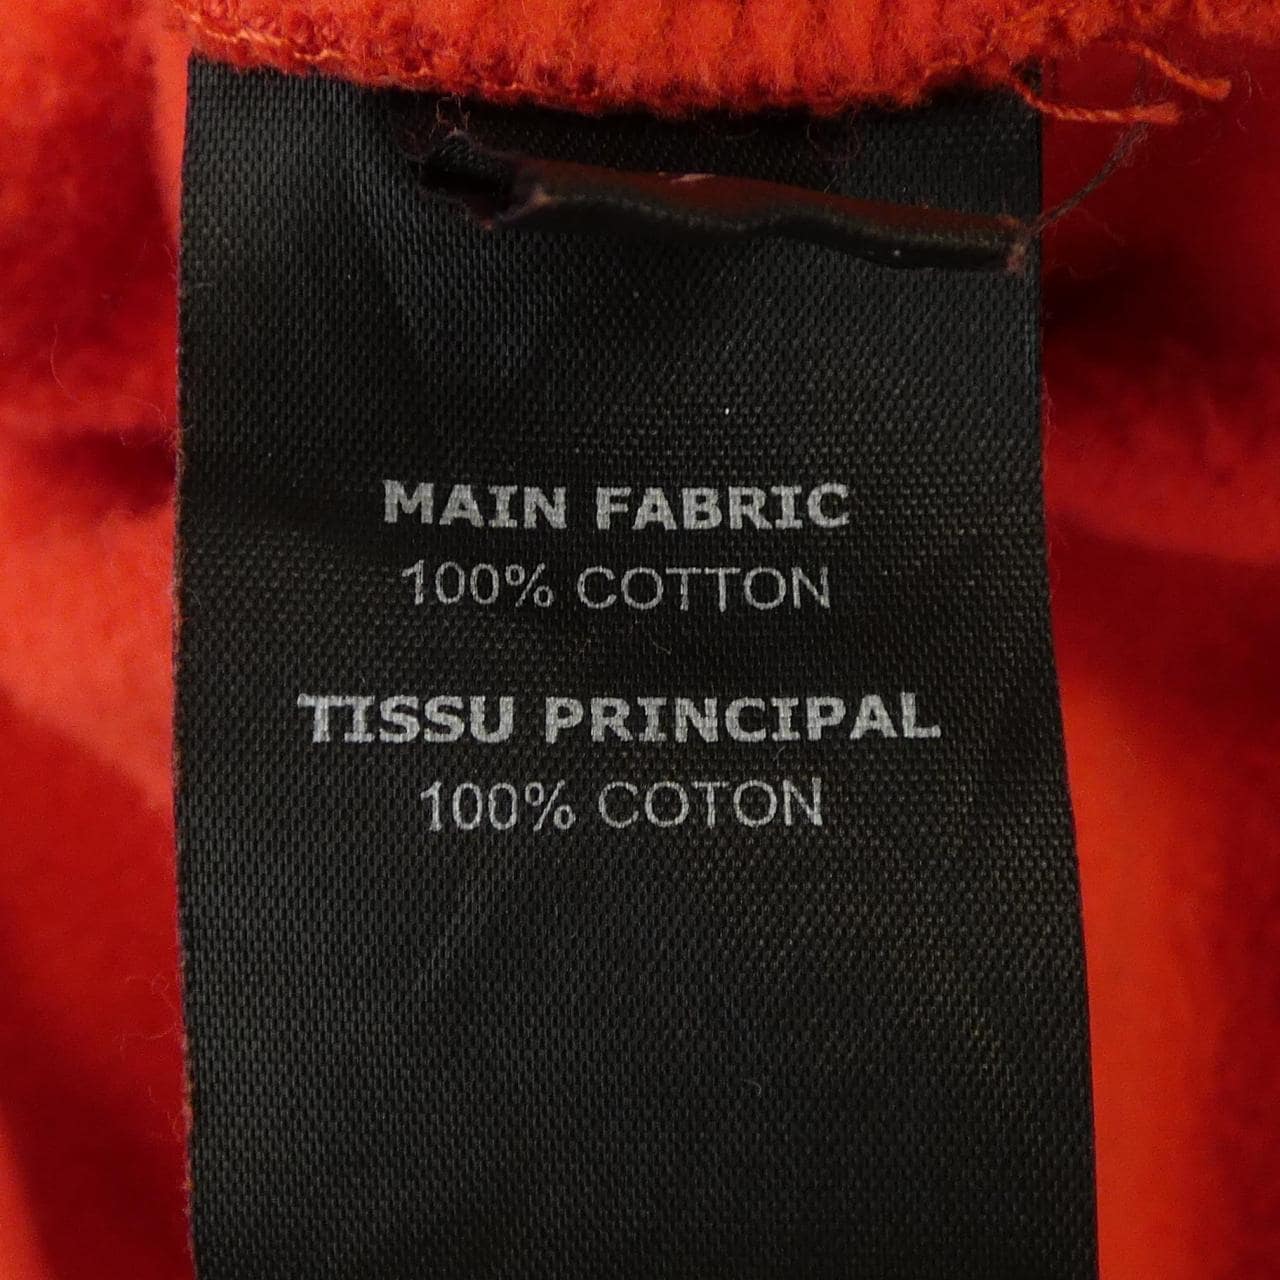 MAIN FABRIC
100% COTTON
TISSU PRINCIPAL
100% COTON